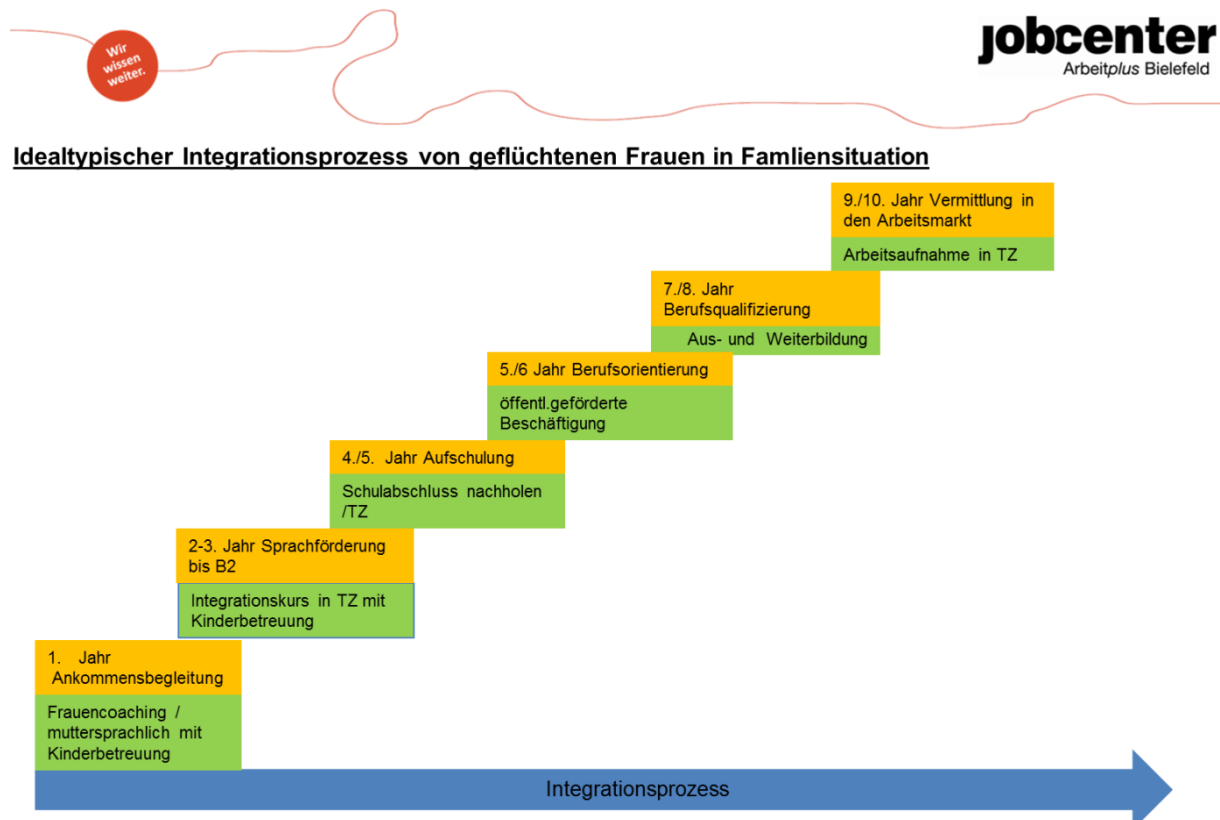 Wir
wissen
weiter.
jobcenter
Arbeitplus Bielefeld
Idealtypischer Integrationsprozess von geflüchtenen Frauen in Famliensituation
9./10. Jahr Vermittlung in
den Arbeitsmarkt
Arbeitsaufnahme in TZ
7./8. Jahr
Berufsqualifizierung
Aus- und Weiterbildung
5./6 Jahr Berufsorientierung
öffentl.geförderte
Beschäftigung
4./5. Jahr Aufschulung
Schulabschluss nachholen
/TZ
2-3. Jahr Sprachförderung
bis B2
Integrationskurs in TZ mit
Kinderbetreuung
1. Jahr
Ankommensbegleitung
Frauencoaching /
muttersprachlich mit
Kinderbetreuung
Integrationsprozess